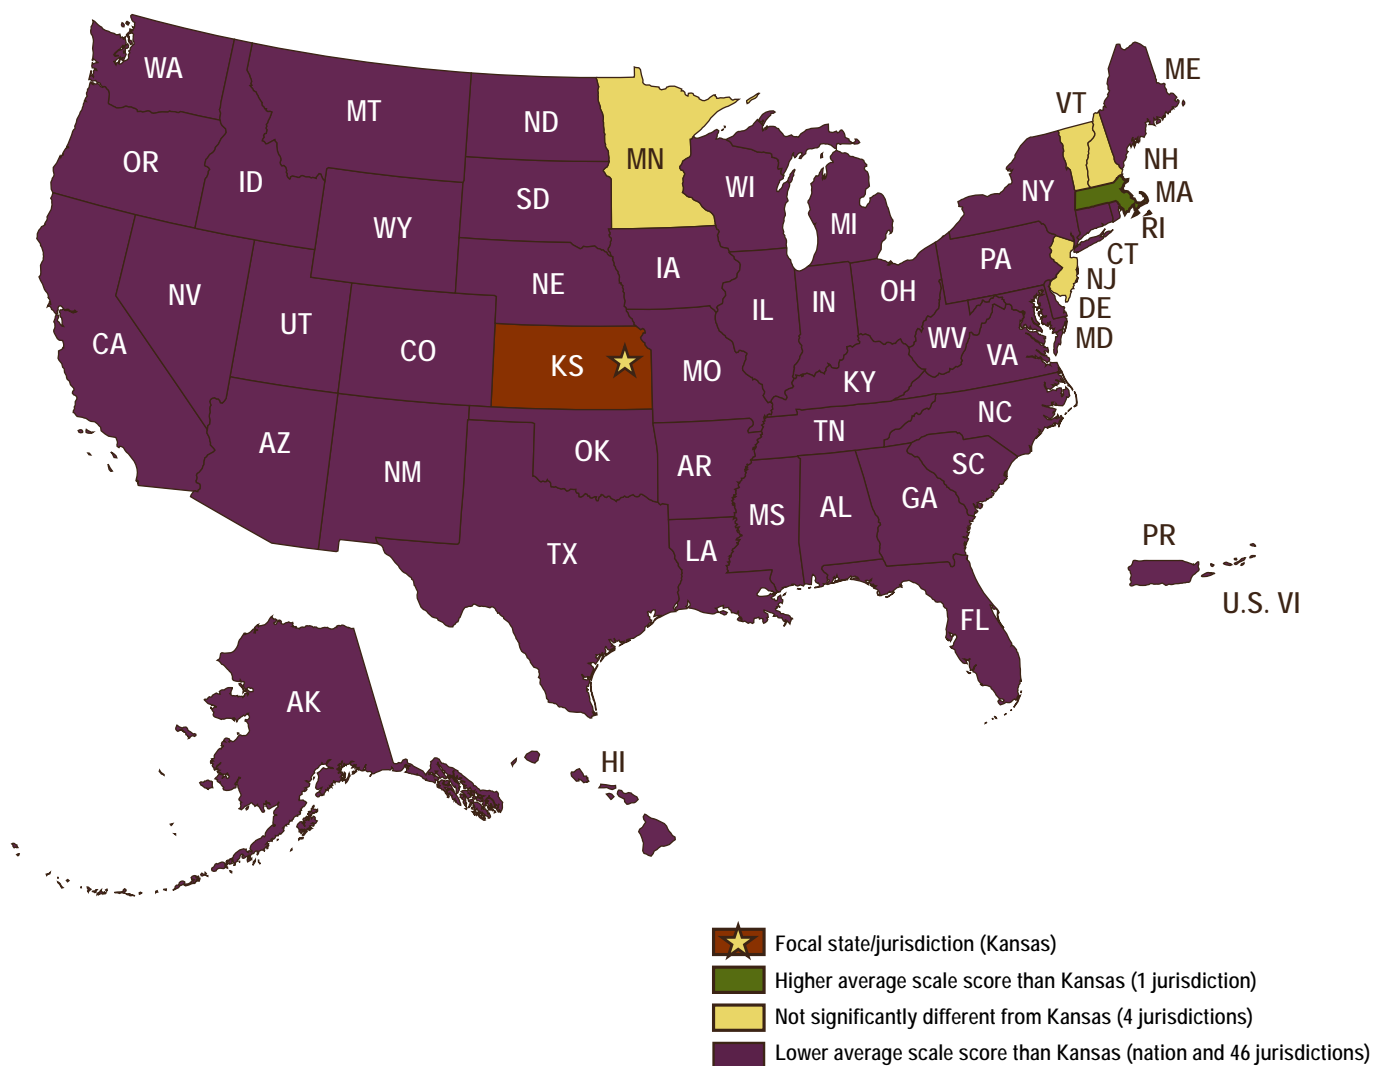 WA
MT
ND
MN
OR
ID
SD
WI
WY
MI
NY
VT
ME
NH
MA
RI
CT
NJ
DE
MD
PA
IA
NE
NV
UT
CA
CO
KS
IL
IN
OH
WV
VA
MO
KY
NC
TN
AZ
NM
OK
AR
SC
MS
AL
GA
TX
LA
FL
PR
U.S. VI
AK
HI
Focal state/jurisdiction (Kansas)
Higher average scale score than Kansas (1 jurisdiction)
Not significantly different from Kansas (4 jurisdictions)
Lower average scale score than Kansas (nation and 46 jurisdictions)